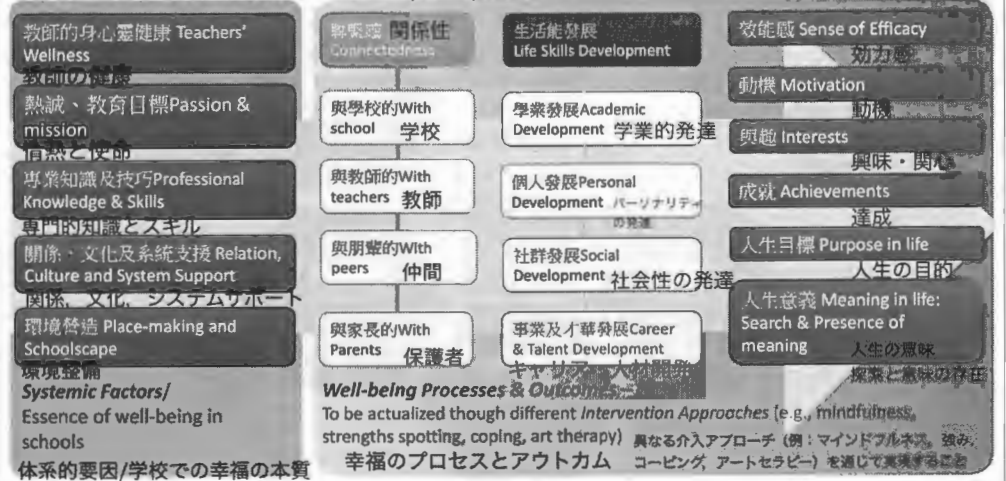 教師的身心靈健康 Teachers'
Wellness
教師の健康
熱誠、教育目標Passion &
mission
情熱と使命
專業知識及技巧Professional
Knowledge & Skills
専門的知識とスキル
關係、文化及系統支援 Relation,
Culture and System Support
関係，文化，システムサポート
環境營造 Place-making and
Schoolscape
環境整備
Systemic Factors/
Essence of well-being in
schools
体系的要因/学校での幸福の本質
聯繫感 関係性
Connectedness
與學校的With
school 学校
與教師的With
teachers 教師
與朋輩的With
peers 仲間
與家長的With
Parents 保護者
生活能發展
Life Skills Development
學業發展Academic
Development 学業的発達
個人發展Personal
Development パーソナリティ
の発達
社群發展Social
Development 社会性の発達
事業及才華發展Career
& Talent Development
キャリア・人材開発
Well-being Processes & Outcomes=
To be actualized though different Intervention Approaches (e.g., mindfulness,
strengths spotting, coping, art therapy) 異なる介入アプローチ（例：マインドフルネス，強み，
幸福のプロセスとアウトカム コーピング，アートセラピー）を通じて実現すること
效能感 Sense of Efficacy
効力感
動機 Motivation
動機
興趣 Interests
興味・関心
成就 Achievements
達成
人生目標 Purpose in life
人生の目的
人生意義 Meaning in life:
Search & Presence of
meaning
人生の意味
探索と意味の存在